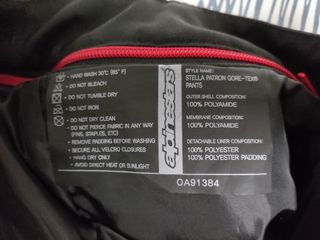 - HAND WASH 30°C (85° F)
- DO NOT BLEACH
- DO NOT TUMBLE DRY
- DO NOT IRON
- DO NOT DRY CLEAN
- DO NOT PIERCE FABRIC IN ANY WAY
(PINS, STAPLES, ETC)
- REMOVE PADDING BEFORE WASHING
- SECURE ALL VELCRO CLOSURES
- HANG DRY ONLY
- AVOID DIRECT HEAT OR SUNLIGHT
alpinestars
STYLE NAME:
STELLA PATRON GORE-TEX®
PANTS
OUTER SHELL COMPOSITION:
100% POLYAMIDE
MEMBRANE COMPOSITION:
100% POLYAMIDE
DETACHABLE LINER COMPOSITION:
100% POLYESTER
100% POLYESTER PADDING
OA91384